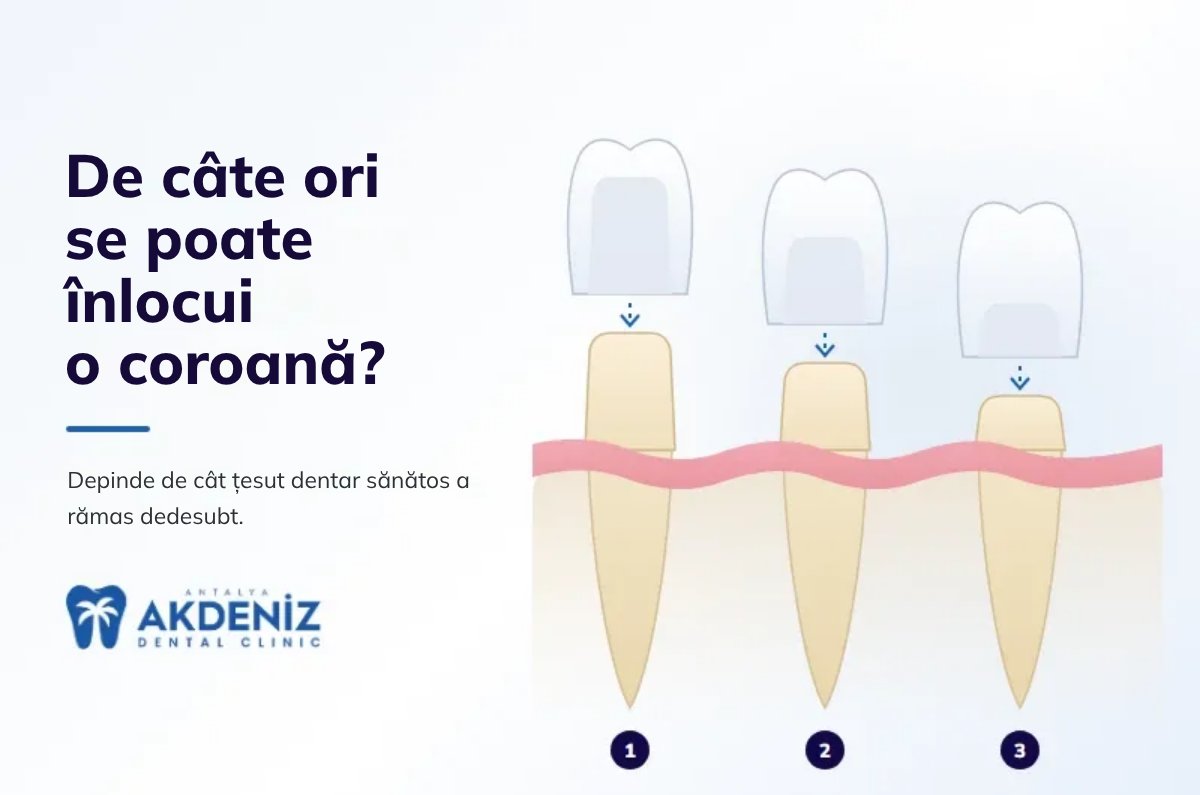 De câte ori
se poate
înlocui
o coroană?
Depinde de cât țesut dentar sănătos a
rămas dedesubt.
ANTALYA
AKDENİZ
DENTAL CLINIC
1 2 3